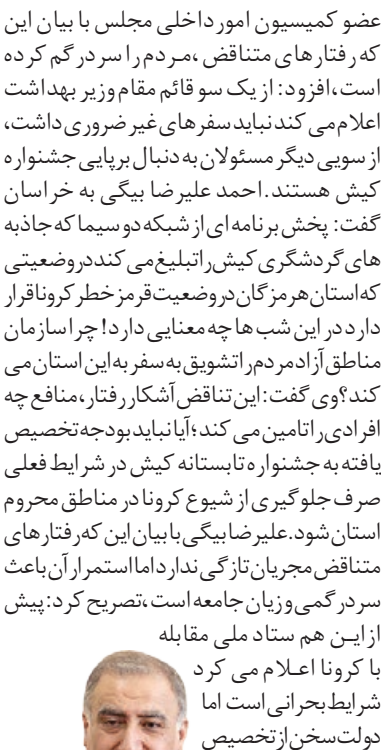 عضو کمیسیون امور داخلی مجلس با بیان این
که رفتارهای متناقض، مردم را سردرگم کرده
است، افزود: از یک سو قائم مقام وزیر بهداشت
اعلام می کند نباید سفرهای غیر ضروری داشت،
از سویی دیگر مسئولان به دنبال برپایی جشنواره
کیش هستند. احمد علیرضا بیگی به خراسان
گفت: پخش برنامه ای از شبکه دو سیما که جاذبه
های گردشگری کیش را تبلیغ می کند در وضعیتی
که استان هرمزگان در وضعیت قرمز خطر کرونا قرار
دارد در این شب ها چه معنایی دارد! چرا سازمان
مناطق آزاد مردم را تشویق به سفر به این استان می
کند؟ وی گفت: این تناقض آشکار رفتار، منافع چه
افرادی را تامین می کند؛ آیا نباید بودجه تخصیص
یافته به جشنواره تابستانه کیش در شرایط فعلی
صرف جلوگیری از شیوع کرونا در مناطق محروم
استان شود. علیرضابیگی با بیان این که رفتارهای
متناقض مجریان تازگی ندارد اما استمرار آن باعث
سردرگمی و زیان جامعه است، تصریح کرد: پیش
از این هم ستاد ملی مقابله
با کرونا اعلام می کرد
شرایط بحرانی است اما
دولت سخن از تخصیص